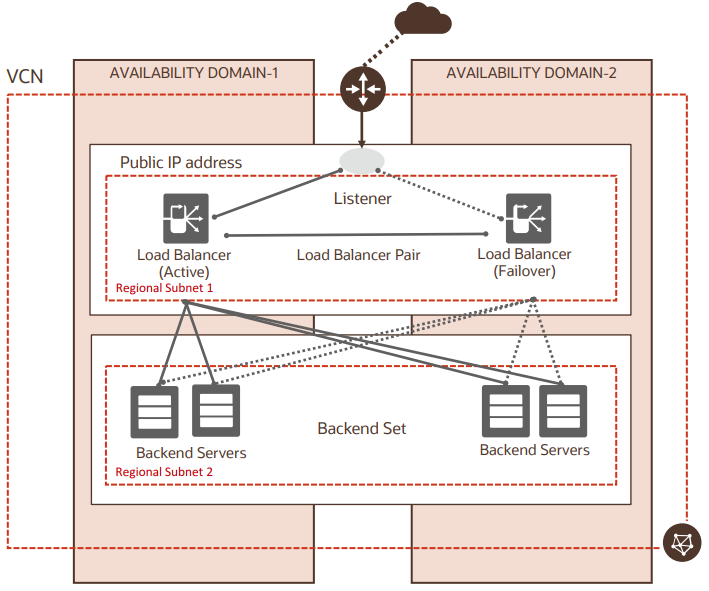 VCN
AVAILABILITY DOMAIN-1
AVAILABILITY DOMAIN-2
Public IP address
Listener
Load Balancer
(Active)
Load Balancer Pair
Load Balancer
(Failover)
Regional Subnet 1
Backend Set
Backend Servers
Backend Servers
Regional Subnet 2